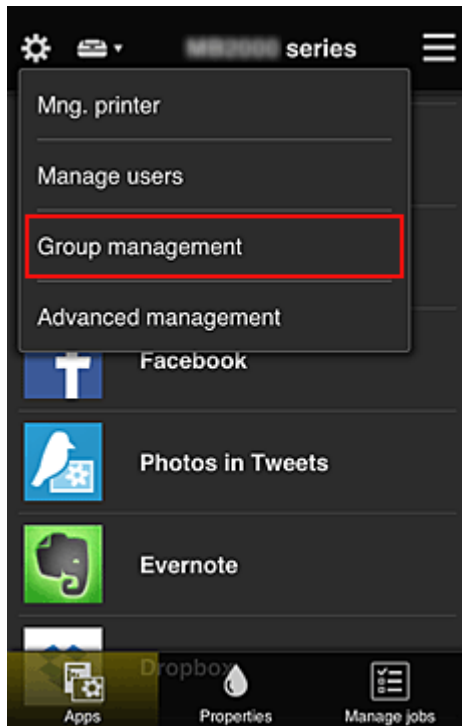 series
Mng. printer
Manage users
Group management
Advanced management
Facebook
Photos in Tweets
Evernote
Dropbox
Apps
Properties
Manage jobs